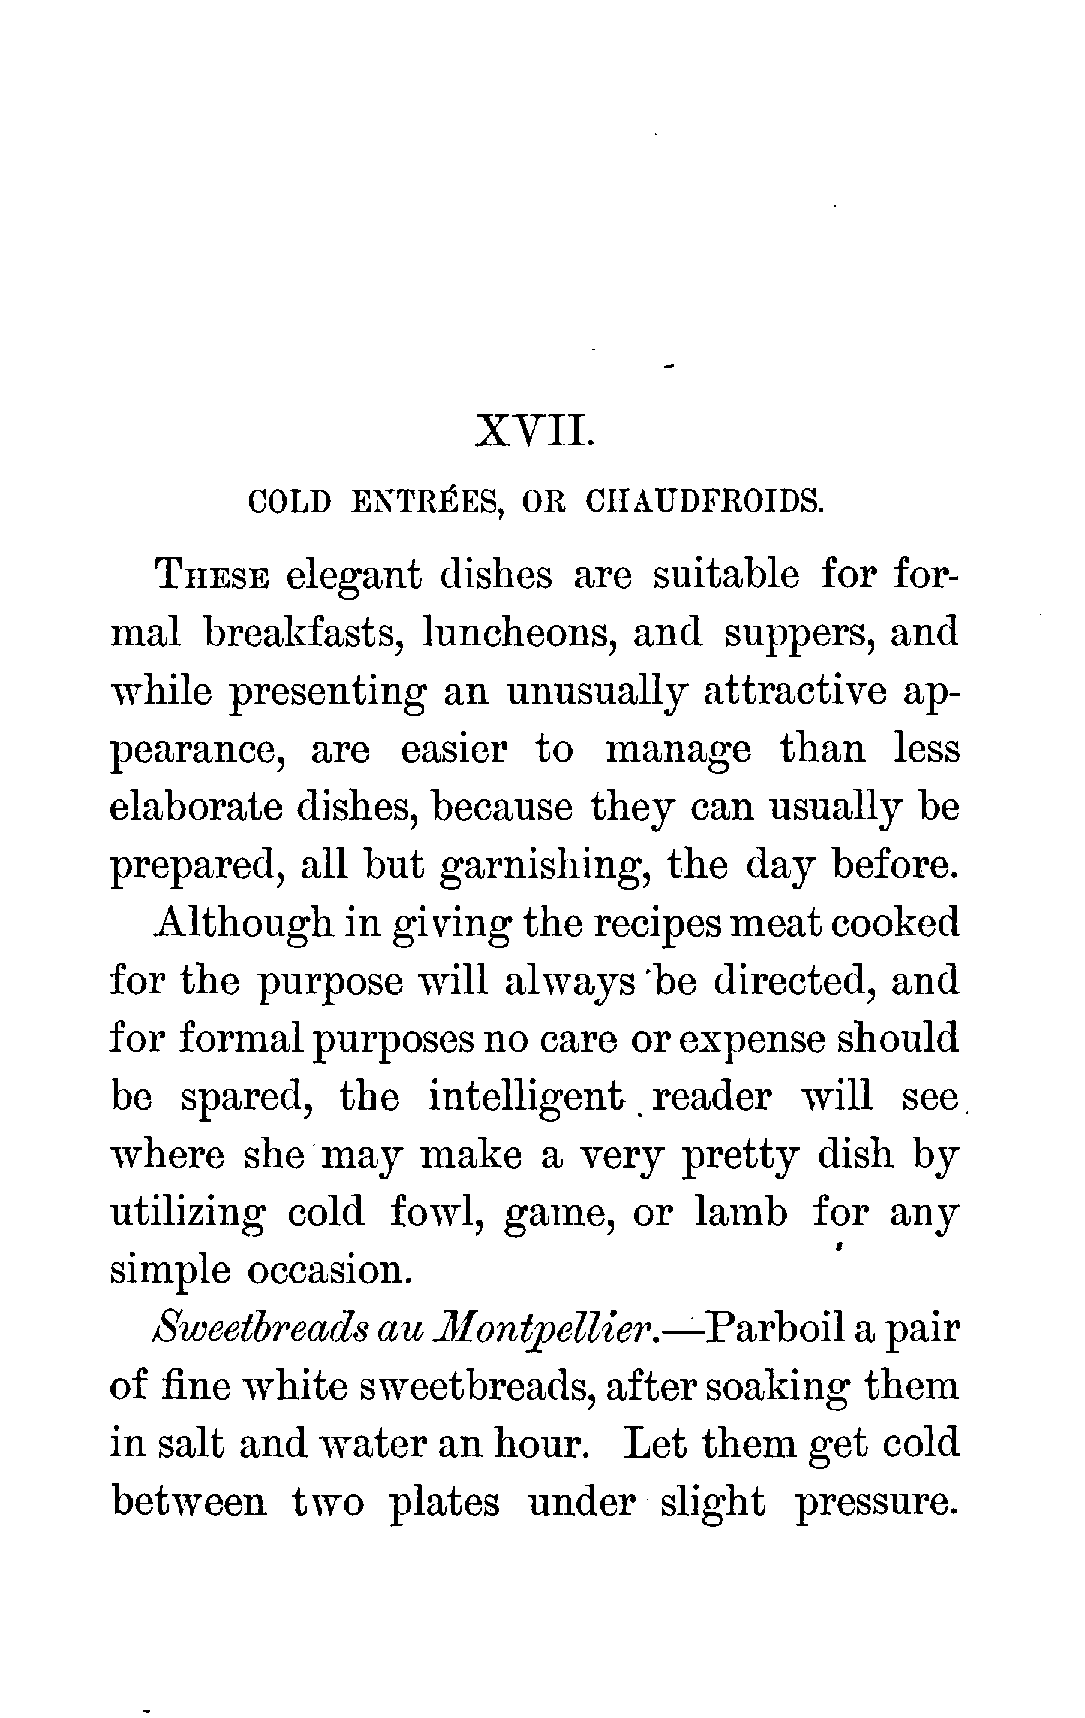 XVII.
COLD ENTRÉES, OR CHAUDFROIDS.
THESE elegant dishes are suitable for for-
mal breakfasts, luncheons, and suppers, and
while presenting an unusually attractive ap-
pearance, are easier to manage than less
elaborate dishes, because they can usually be
prepared, all but garnishing, the day before.
Although in giving the recipes meat cooked
for the purpose will always be directed, and
for formal purposes no care or expense should
be spared, the intelligent reader will see
where she may make a very pretty dish by
utilizing cold fowl, game, or lamb for any
simple occasion.
Sweetbreads au Montpellier.—Parboil a pair
of fine white sweetbreads, after soaking them
in salt and water an hour. Let them get cold
between two plates under slight pressure.